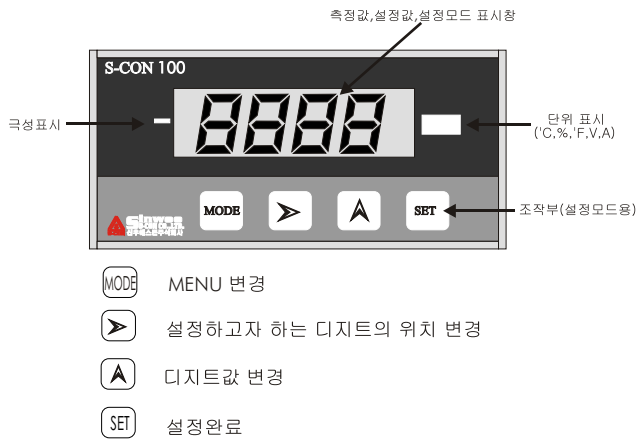 측정값,설정값,설정모드 표시창
S-CON 100
8888
극성표시
단위 표시
('C,%,'F,V,A)
MODE
SET
조작부(설정모드용)
MODE MENU 변경
설정하고자 하는 디지트의 위치 변경
디지트값 변경
SET 설정완료